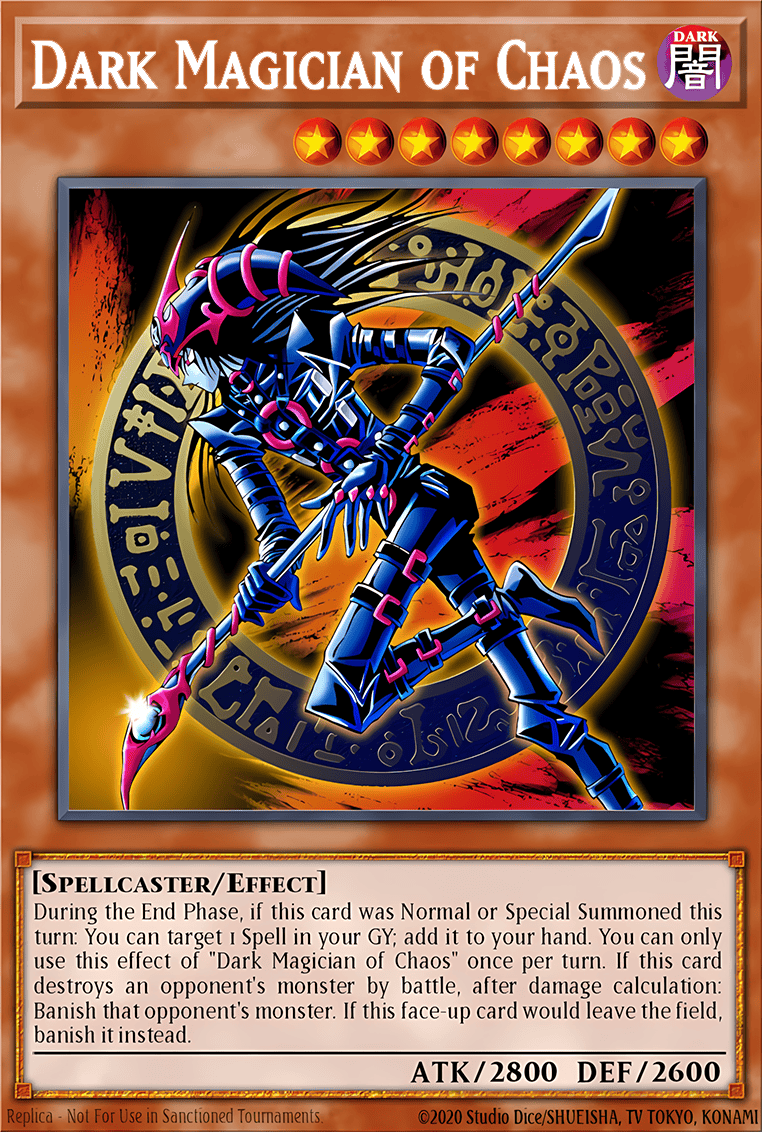 Dark Magician of Chaos
DARK
闇
[Spellcaster/Effect]
During the End Phase, if this card was Normal or Special Summoned this
turn: You can target 1 Spell in your GY; add it to your hand. You can only
use this effect of "Dark Magician of Chaos" once per turn. If this card
destroys an opponent's monster by battle, after damage calculation:
Banish that opponent's monster. If this face-up card would leave the field,
banish it instead.
ATK/2800 DEF/2600
Replica - Not For Use in Sanctioned Tournaments.
©2020 Studio Dice/SHUEISHA, TV TOKYO, KONAMI